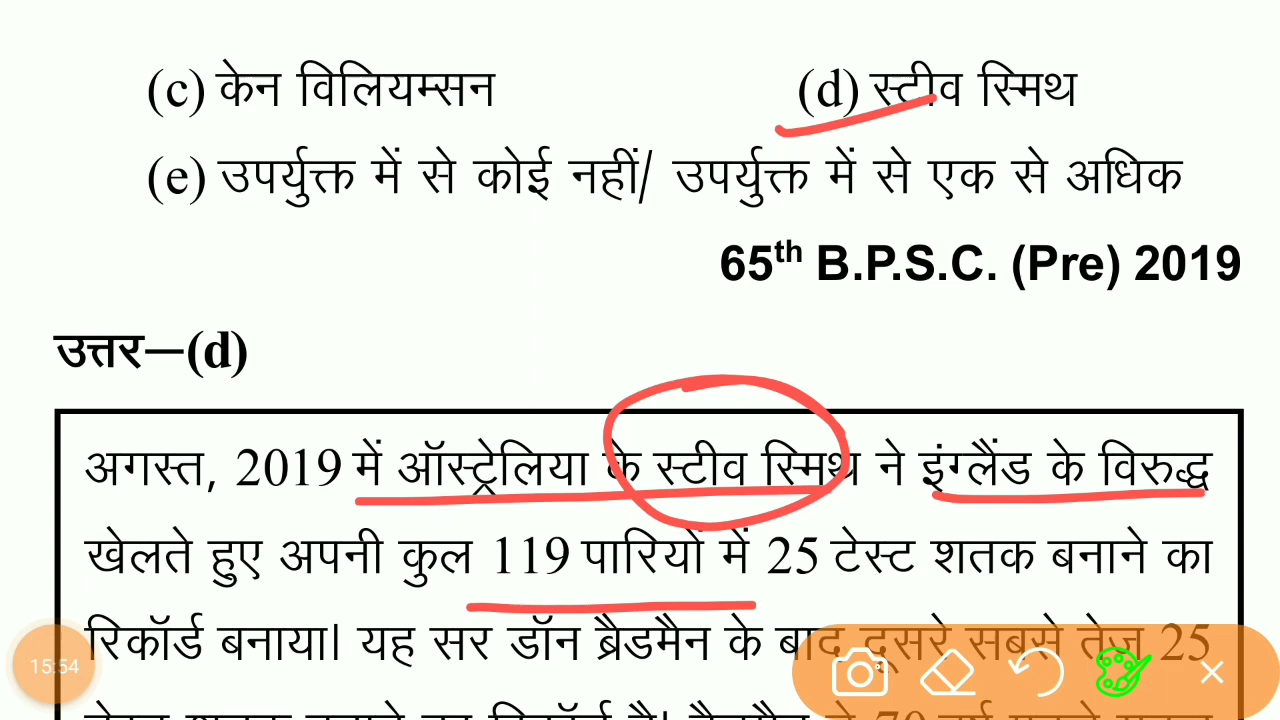 (c) केन विलियम्सन (d) स्टीव स्मिथ
(e) उपर्युक्त में से कोई नहीं/ उपर्युक्त में से एक से अधिक
65th B.P.S.C. (Pre) 2019
उत्तर—(d)
अगस्त, 2019 में ऑस्ट्रेलिया के स्टीव स्मिथ ने इंग्लैंड के विरुद्ध
खेलते हुए अपनी कुल 119 पारियों में 25 टेस्ट शतक बनाने का
रिकॉर्ड बनाया। यह सर डॉन ब्रैडमैन के बाद दूसरे सबसे तेज 25
15:54